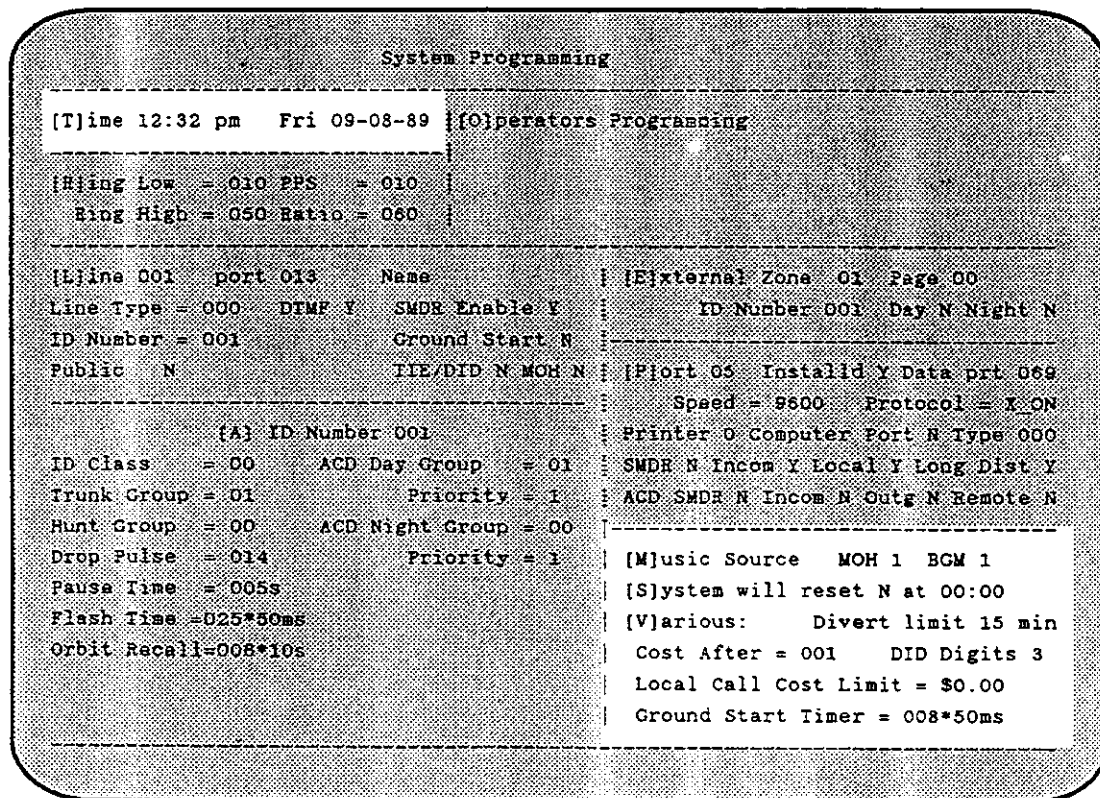 System Programming
[T]ime 12:32 pm Fri 09-08-89 [O]perators Programming
[R]ing Low = 010 PPS = 010
Ring High = 050 Ratio = 060
[L]ine 001 port 013 Name
Line Type = 000 DTMF Y SMDR Enable Y
ID Number = 001 Ground Start N
Public N TIE/DID N MOH N
[A] ID Number 001
ID Class = 00 ACD Day Group = 01
Trunk Group = 01 Priority = 1
Hunt Group = 00 ACD Night Group = 00
Drop Pulse = 014 Priority = 1
Pause Time = 005s
Flash Time =025*50ms
Orbit Recall=008*10s
[E]xternal Zone 01 Page 00
ID Number 001 Day N Night N
[P]ort 05 Installd Y Data prt 069
Speed = 9600 Protocol = X_ON
Printer 0 Computer Port N Type 000
SMDR N Incom Y Local Y Long Dist Y
ACD SMDR N Incom N Outg N Remote N
[M]usic Source MOH 1 BGM 1
[S]ystem will reset N at 00:00
[V]arious: Divert limit 15 min
Cost After = 001 DID Digits 3
Local Call Cost Limit = $0.00
Ground Start Timer = 008*50ms